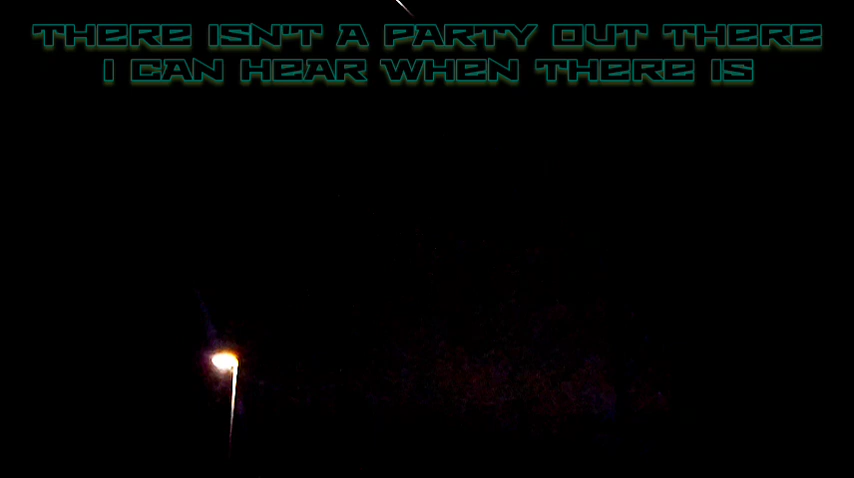 THERE ISN'T A PARTY OUT THERE
I CAN HEAR WHEN THERE IS